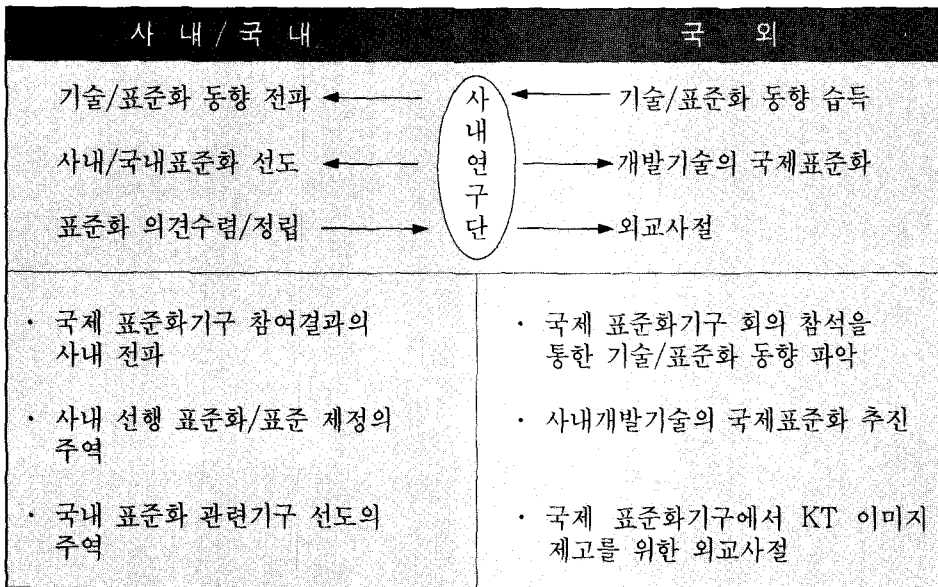 사 내 / 국 내
국 외
기술/표준화 동향 전파
사내/국내표준화 선도
표준화 의견수렴/정립
사
내
연
구
단
기술/표준화 동향 습득
개발기술의 국제표준화
외교사절
· 국제 표준화기구 참여결과의
사내 전파
· 사내 선행 표준화/표준 제정의
주역
· 국내 표준화 관련기구 선도의
주역
· 국제 표준화기구 회의 참석을
통한 기술/표준화 동향 파악
· 사내개발기술의 국제표준화 추진
· 국제 표준화기구에서 KT 이미지
제고를 위한 외교사절